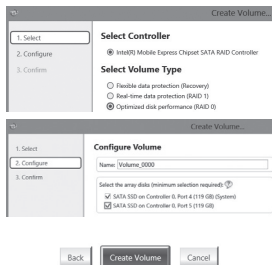 Create Volume...
1. Select
2. Configure
3. Confirm
Select Controller
Intel(R) Mobile Express Chipset SATA RAID Controller
Select Volume Type
Flexible data protection (Recovery)
Real-time data protection (RAID 1)
Optimized disk performance (RAID 0)
Create Volume...
1. Select
2. Configure
3. Confirm
Configure Volume
Name: Volume_0000
Select the array disks (minimum selection required):
SATA SSD on Controller 0, Port 4 (119 GB) (System)
SATA SSD on Controller 0, Port 5 (119 GB)
Back
Create Volume
Cancel